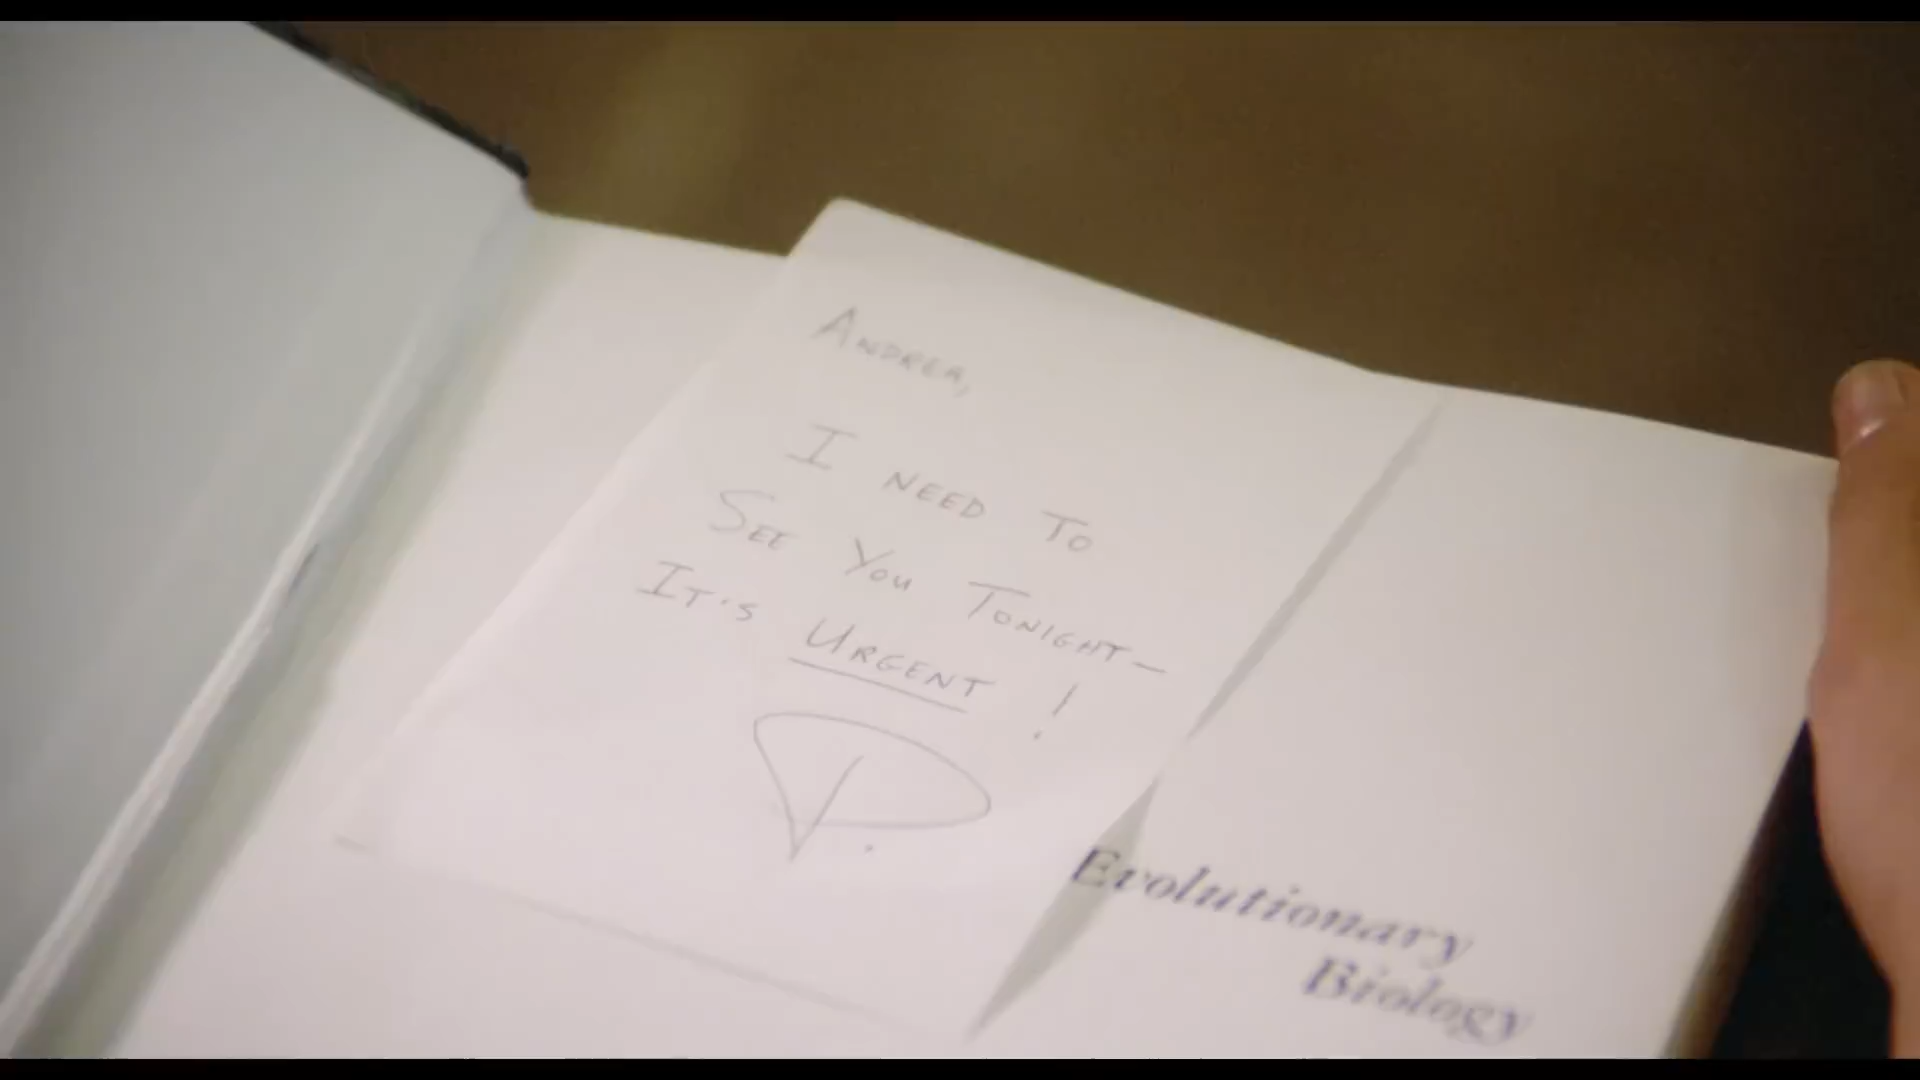 Andrea,
I need to
See You Tonight—
It's Urgent!
D.
Evolutionary
Biology